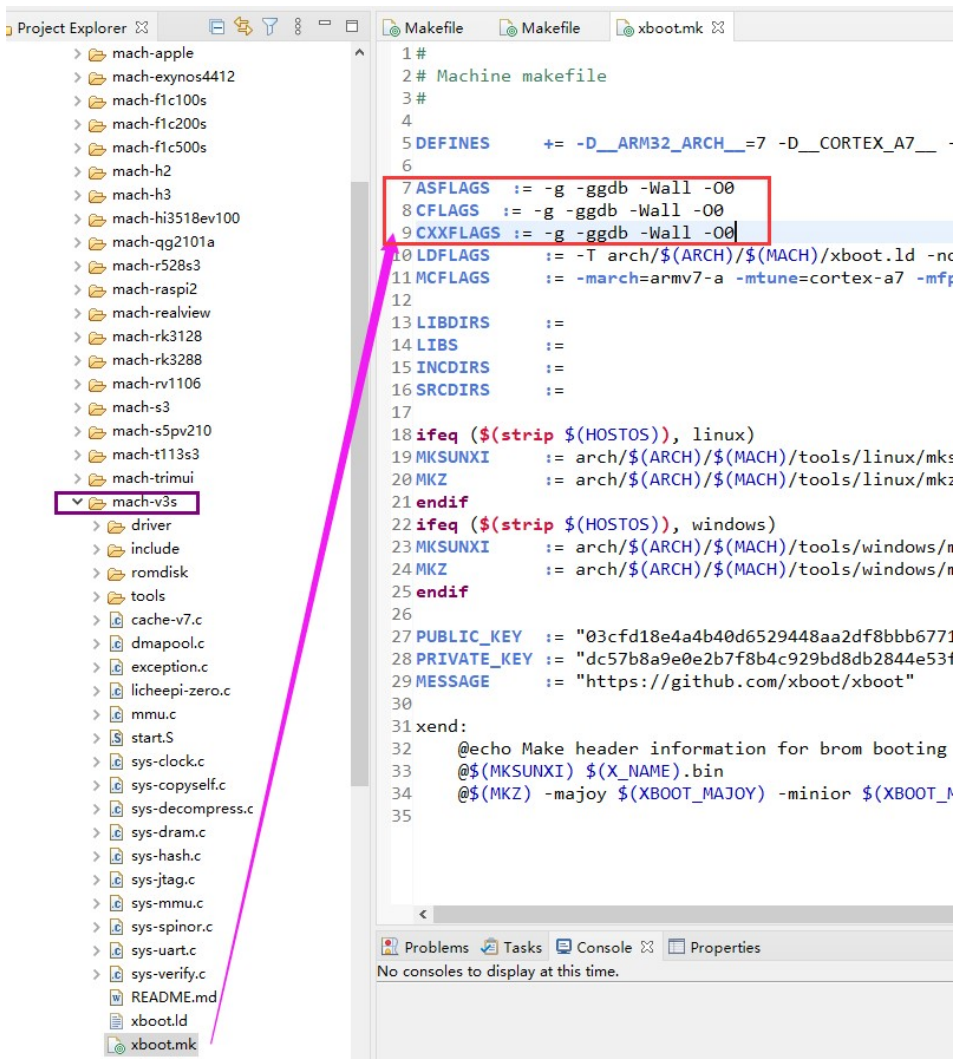 Project Explorer
mach-apple
mach-exynos4412
mach-f1c100s
mach-f1c200s
mach-f1c500s
mach-h2
mach-h3
mach-hi3518ev100
mach-qg2101a
mach-r528s3
mach-raspi2
mach-realview
mach-rk3128
mach-rk3288
mach-rv1106
mach-s3
mach-s5pv210
mach-t113s3
mach-trimui
mach-v3s
driver
include
romdisk
tools
cache-v7.c
dmapool.c
exception.c
licheepi-zero.c
mmu.c
start.S
sys-clock.c
sys-copyself.c
sys-decompress.c
sys-dram.c
sys-hash.c
sys-jtag.c
sys-mmu.c
sys-spinor.c
sys-uart.c
sys-verify.c
README.md
xboot.ld
xboot.mk
Makefile Makefile xboot.mk
1 #
2 # Machine makefile
3 #
4
5 DEFINES += -D__ARM32_ARCH__=7 -D__CORTEX_A7__ -
6
7 ASFLAGS := -g -ggdb -Wall -O0
8 CFLAGS := -g -ggdb -Wall -O0
9 CXXFLAGS := -g -ggdb -Wall -O0
10 LDFLAGS := -T arch/$(ARCH)/$(MACH)/xboot.ld -no
11 MCFLAGS := -march=armv7-a -mtune=cortex-a7 -mfp
12
13 LIBDIRS :=
14 LIBS :=
15 INCDIRS :=
16 SRCDIRS :=
17
18 ifeq ($(strip $(HOSTOS)), linux)
19 MKSUNXI := arch/$(ARCH)/$(MACH)/tools/linux/mks
20 MKZ := arch/$(ARCH)/$(MACH)/tools/linux/mkz
21 endif
22 ifeq ($(strip $(HOSTOS)), windows)
23 MKSUNXI := arch/$(ARCH)/$(MACH)/tools/windows/m
24 MKZ := arch/$(ARCH)/$(MACH)/tools/windows/m
25 endif
26
27 PUBLIC_KEY := "03cfd18e4a4b40d6529448aa2df8bbb6771
28 PRIVATE_KEY := "dc57b8a9e0e2b7f8b4c929bd8db2844e53f
29 MESSAGE := "https://github.com/xboot/xboot"
30
31 xend:
32 @echo Make header information for brom booting
33 @$(MKSUNXI) $(X_NAME).bin
34 @$(MKZ) -majoy $(XBOOT_MAJOY) -minior $(XBOOT_M
35
Problems Tasks Console Properties
No consoles to display at this time.